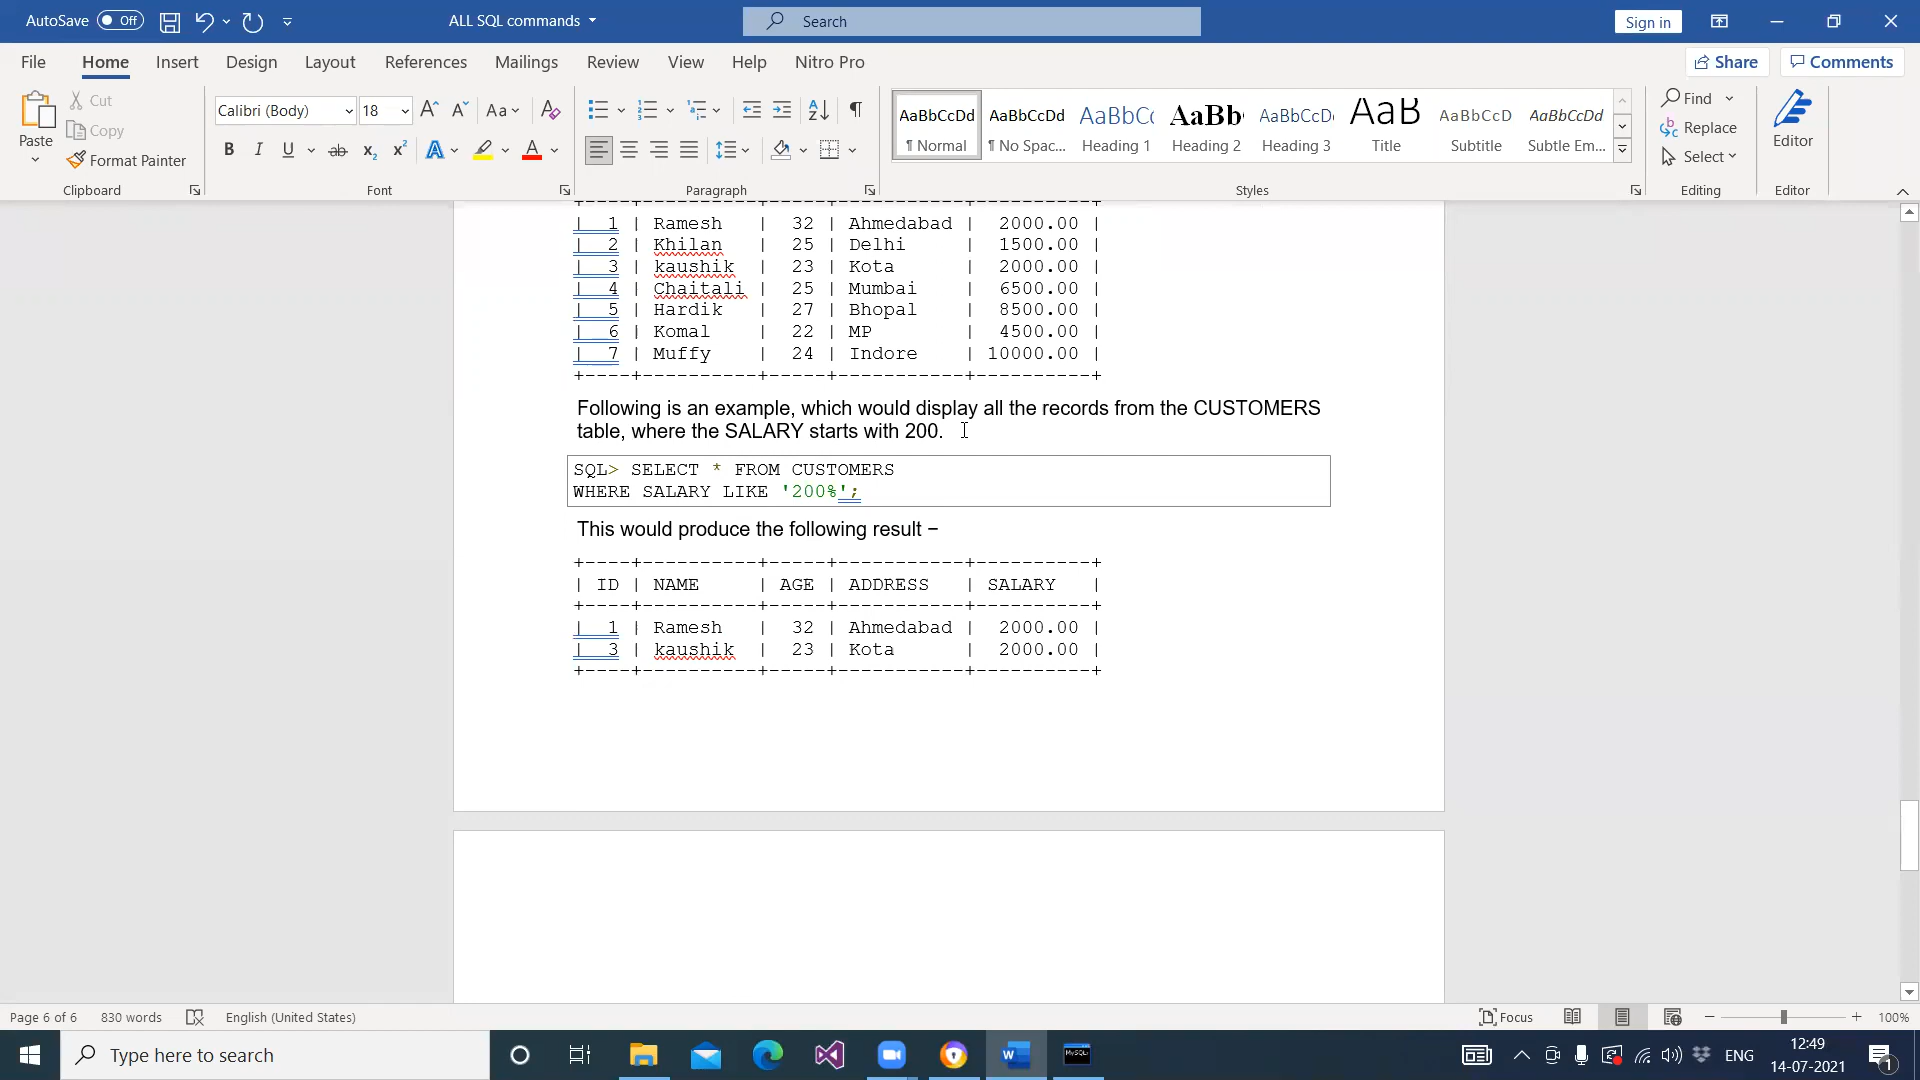 AutoSave Off ALL SQL commands Search Sign in
File Home Insert Design Layout References Mailings Review View Help Nitro Pro Share Comments
Paste Cut Copy Format Painter
Calibri (Body) 18 Aa
B I U ab x₂ x² A A
AaBbCcDd AaBbCcDd AaBbCc AaBb AaBbCcD AaB AaBbCcD AaBbCcDd
¶ Normal ¶ No Spac... Heading 1 Heading 2 Heading 3 Title Subtitle Subtle Em...
Find Replace Select Editor
Clipboard Font Paragraph Styles Editing Editor
| 1 | Ramesh | 32 | Ahmedabad | 2000.00 |
| 2 | Khilan | 25 | Delhi | 1500.00 |
| 3 | kaushik | 23 | Kota | 2000.00 |
| 4 | Chaitali | 25 | Mumbai | 6500.00 |
| 5 | Hardik | 27 | Bhopal | 8500.00 |
| 6 | Komal | 22 | MP | 4500.00 |
| 7 | Muffy | 24 | Indore | 10000.00 |
+----+----------+-----+-----------+----------+
Following is an example, which would display all the records from the CUSTOMERS
table, where the SALARY starts with 200.
SQL> SELECT * FROM CUSTOMERS
WHERE SALARY LIKE '200%';
This would produce the following result −
+----+----------+-----+-----------+----------+
| ID | NAME | AGE | ADDRESS | SALARY |
+----+----------+-----+-----------+----------+
| 1 | Ramesh | 32 | Ahmedabad | 2000.00 |
| 3 | kaushik | 23 | Kota | 2000.00 |
+----+----------+-----+-----------+----------+
Page 6 of 6 830 words English (United States) Focus 100%
Type here to search ENG 12:49
14-07-2021 1